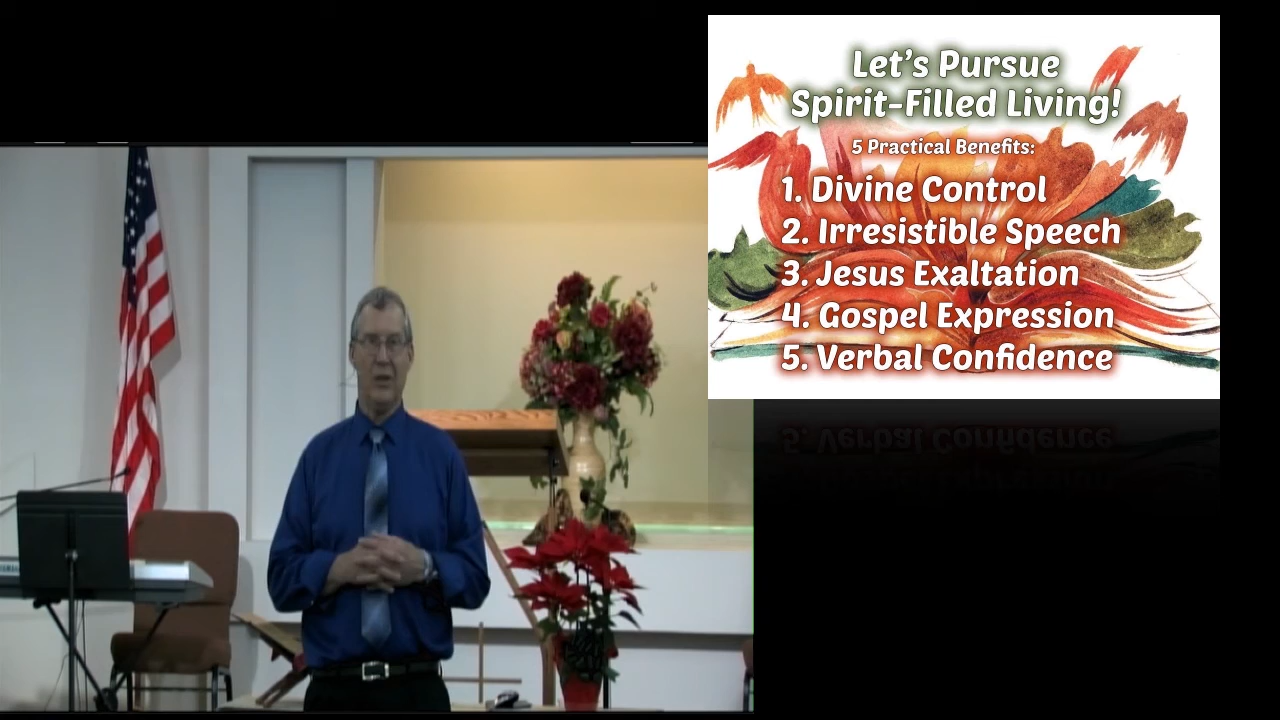 Let's Pursue
Spirit-Filled Living!
5 Practical Benefits:
1. Divine Control
2. Irresistible Speech
3. Jesus Exaltation
4. Gospel Expression
5. Verbal Confidence